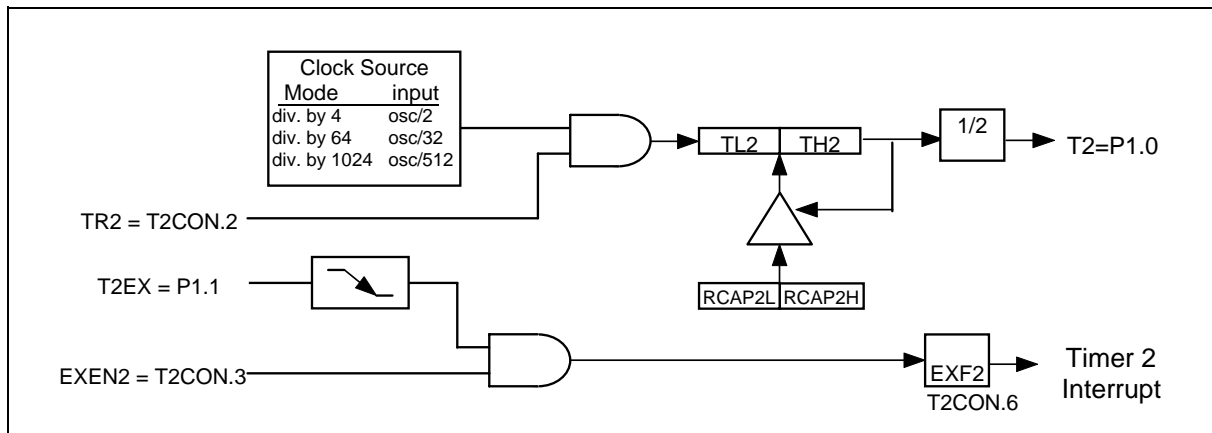 Clock Source
Mode input
div. by 4 osc/2
div. by 64 osc/32
div. by 1024 osc/512
TL2 TH2
1/2
T2=P1.0
TR2 = T2CON.2
T2EX = P1.1
RCAP2L RCAP2H
EXEN2 = T2CON.3
EXF2
T2CON.6
Timer 2
Interrupt